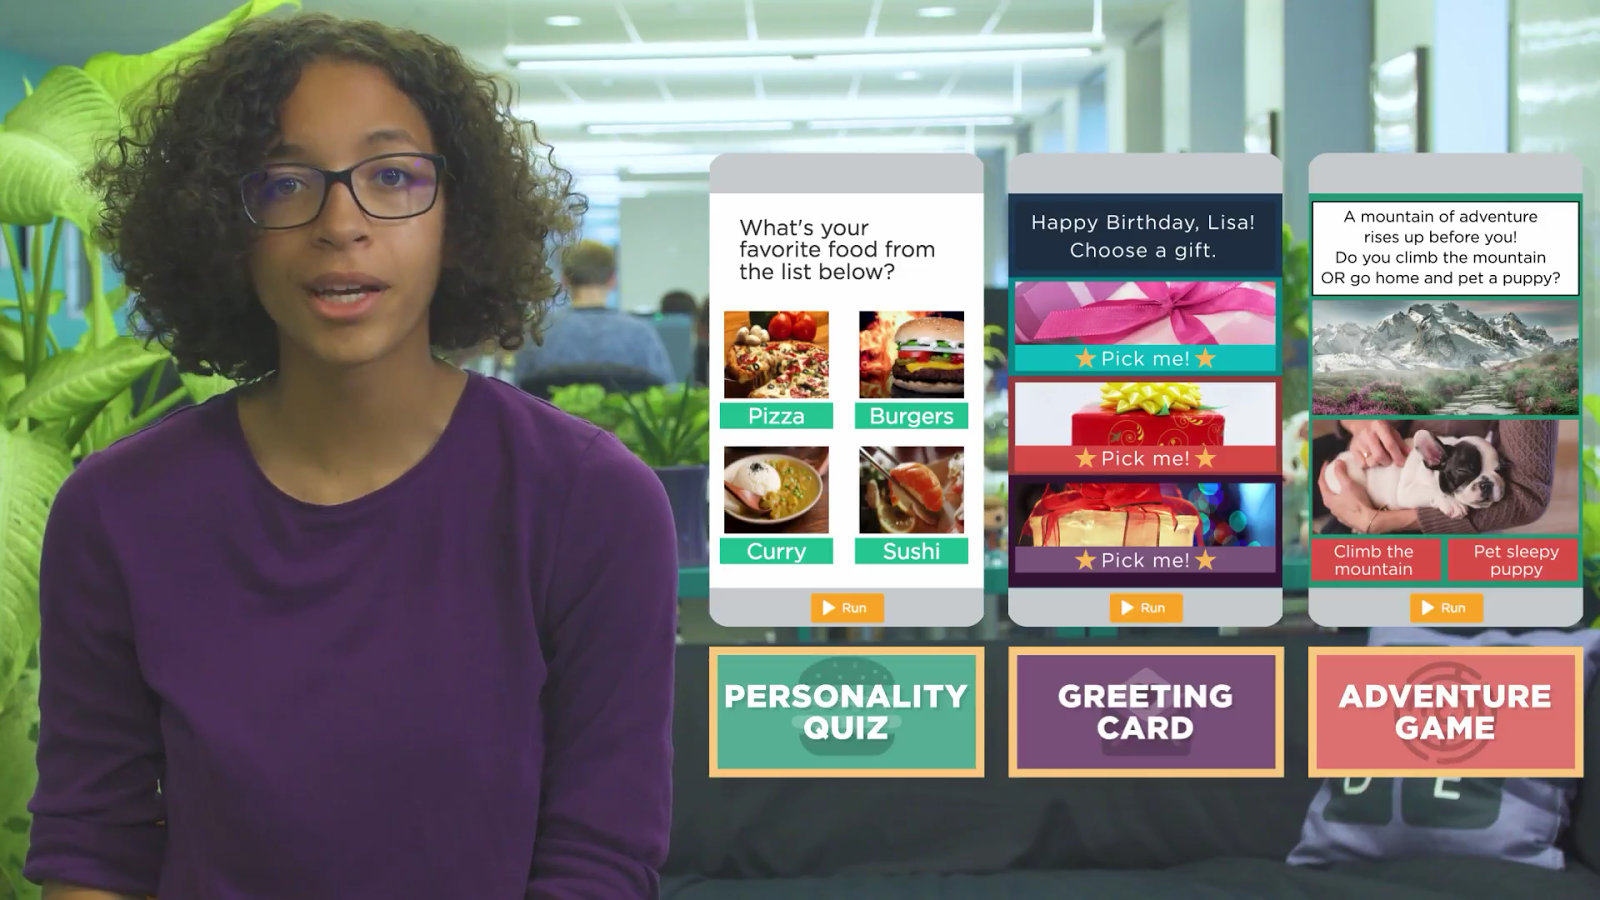 What's your
favorite food from
the list below?
Pizza
Burgers
Curry
Sushi
Run
PERSONALITY
QUIZ
Happy Birthday, Lisa!
Choose a gift.
Pick me!
Pick me!
Pick me!
Run
GREETING
CARD
A mountain of adventure
rises up before you!
Do you climb the mountain
OR go home and pet a puppy?
Climb the
mountain
Pet sleepy
puppy
Run
ADVENTURE
GAME
D E